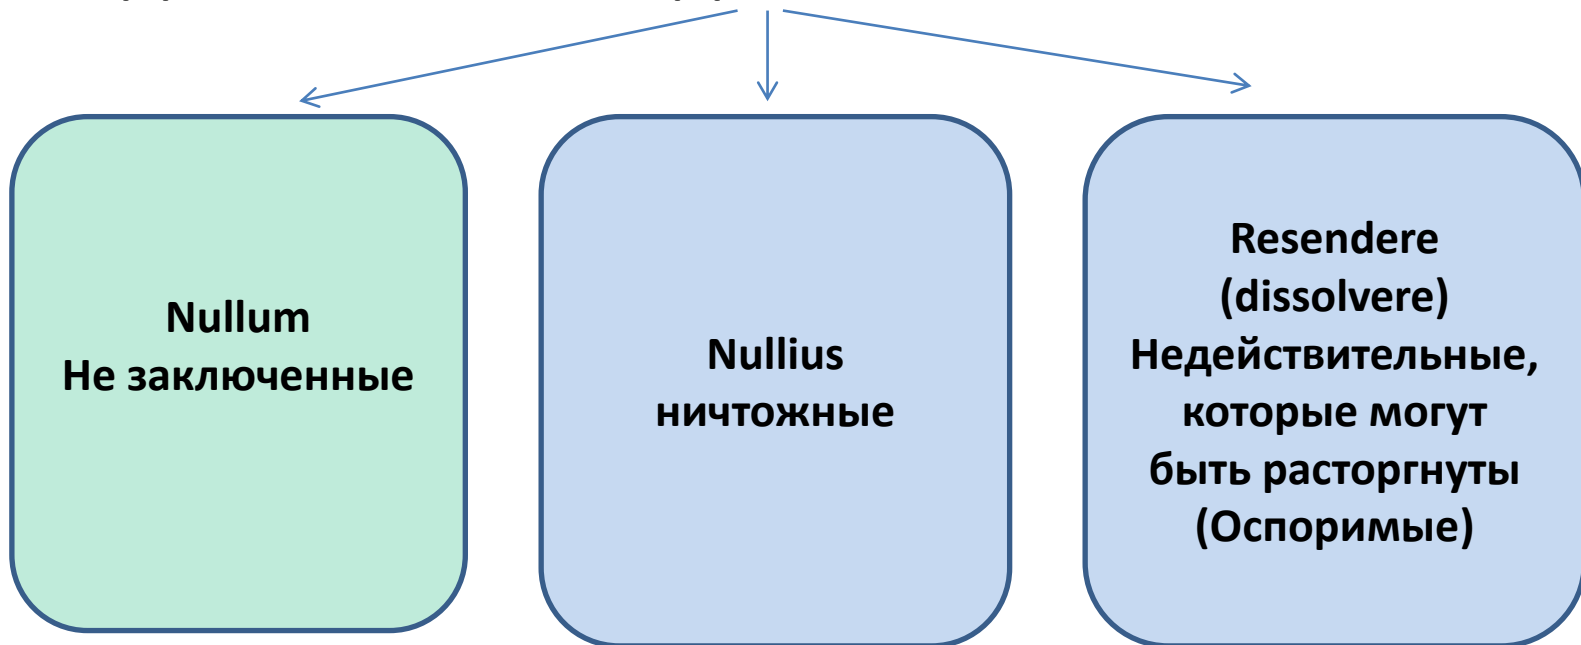 Nullum
Не заключенные
Nullius
ничтожные
Resendere
(dissolvere)
Недействительные,
которые могут
быть расторгнуты
(Оспоримые)